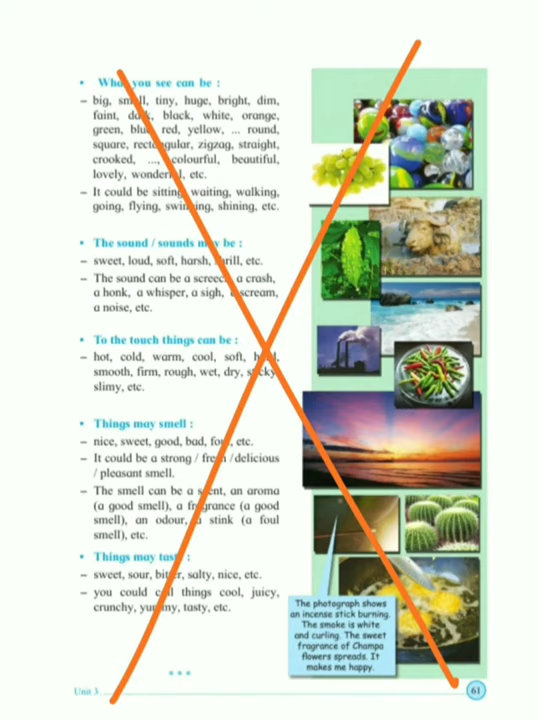 • What you see can be :
– big, small, tiny, huge, bright, dim,
faint, dark, black, white, orange,
green, blue, red, yellow, ... round,
square, rectangular, zigzag, straight,
crooked, ..., colourful, beautiful,
lovely, wonderful, etc.
– It could be sitting, waiting, walking,
going, flying, swimming, shining, etc.
• The sound / sounds may be :
– sweet, loud, soft, harsh, shrill, etc.
– The sound can be a screech, a crash,
a honk, a whisper, a sigh, a scream,
a noise, etc.
• To the touch things can be :
– hot, cold, warm, cool, soft, hard,
smooth, firm, rough, wet, dry, sticky,
slimy, etc.
• Things may smell :
– nice, sweet, good, bad, foul, etc.
– It could be a strong / fresh / delicious
/ pleasant smell.
– The smell can be a scent, an aroma
(a good smell), a fragrance (a good
smell), an odour, a stink (a foul
smell), etc.
• Things may taste :
– sweet, sour, bitter, salty, nice, etc.
– you could call things cool, juicy,
crunchy, yummy, tasty, etc.
The photograph shows
an incense stick burning.
The smoke is white
and curling. The sweet
fragrance of Champa
flowers spreads. It
makes me happy.
* * *
Unit 3
61